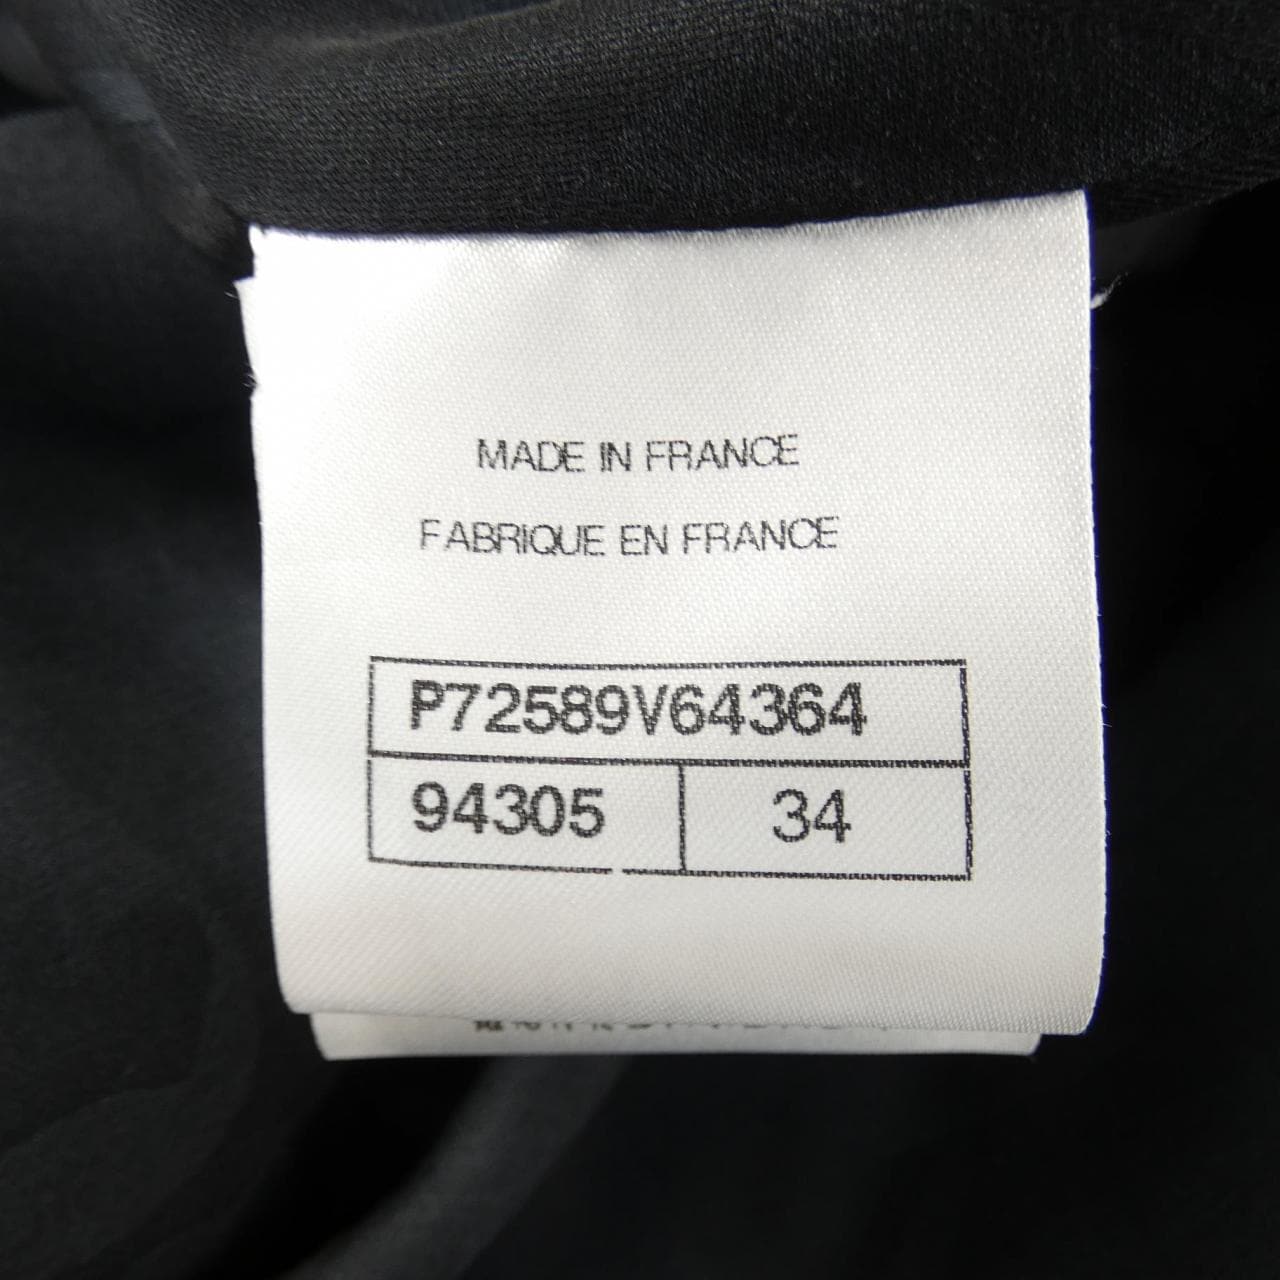 MADE IN FRANCE
FABRIQUE EN FRANCE
P72589V64364
94305 34